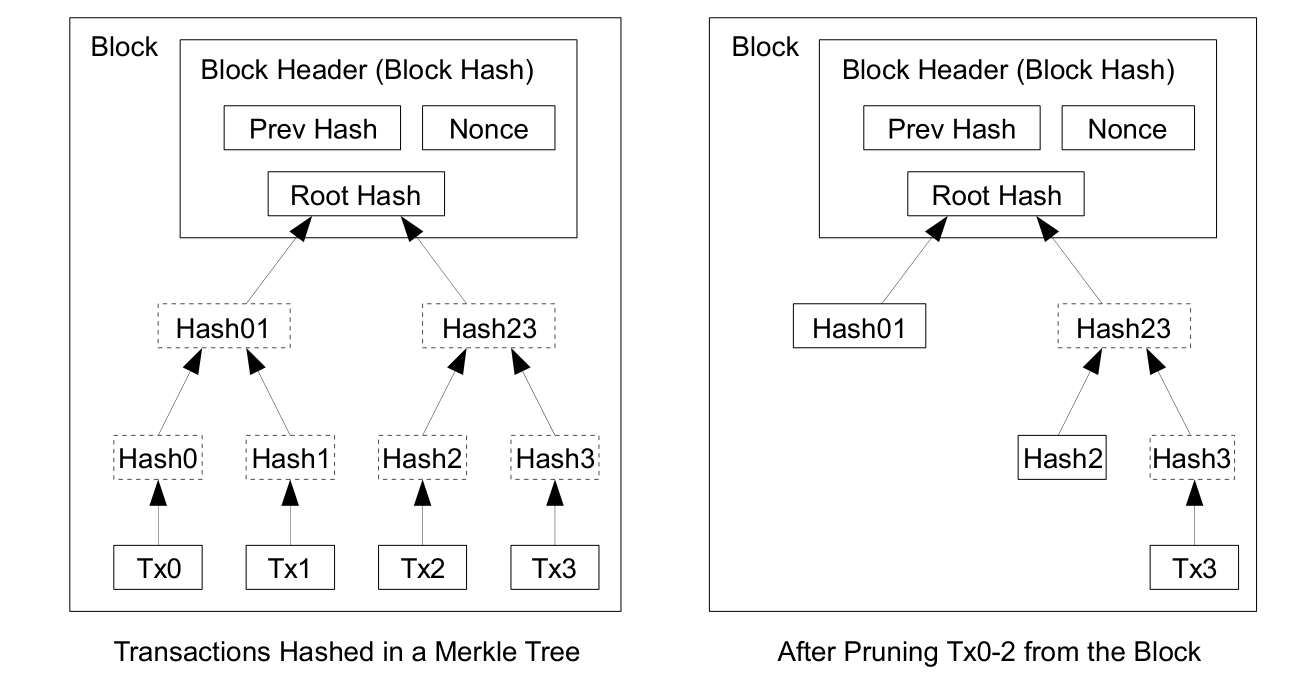 Block
Block Header (Block Hash)
Prev Hash
Nonce
Root Hash
Hash01
Hash23
Hash0
Hash1
Hash2
Hash3
Tx0
Tx1
Tx2
Tx3
Transactions Hashed in a Merkle Tree
Block
Block Header (Block Hash)
Prev Hash
Nonce
Root Hash
Hash01
Hash23
Hash2
Hash3
Tx3
After Pruning Tx0-2 from the Block